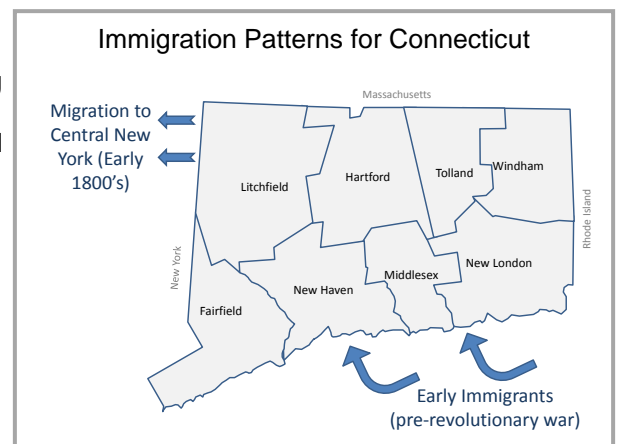 Immigration Patterns for Connecticut
Massachusetts
Migration to
Central New
York (Early
1800's)
Litchfield
Hartford
Tolland
Windham
Rhode Island
New York
Fairfield
New Haven
Middlesex
New London
Early Immigrants
(pre-revolutionary war)